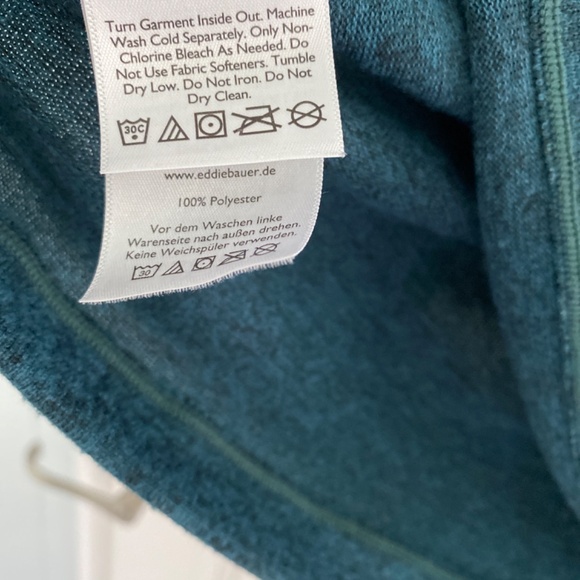 Turn Garment Inside Out. Machine
Wash Cold Separately. Only Non-
Chlorine Bleach As Needed. Do
Not Use Fabric Softeners. Tumble
Dry Low. Do Not Iron. Do Not
Dry Clean.
30C
www.eddiebauer.de
100% Polyester
Vor dem Waschen linke
Warenseite nach außen drehen.
Keine Weichspüler verwenden.
30